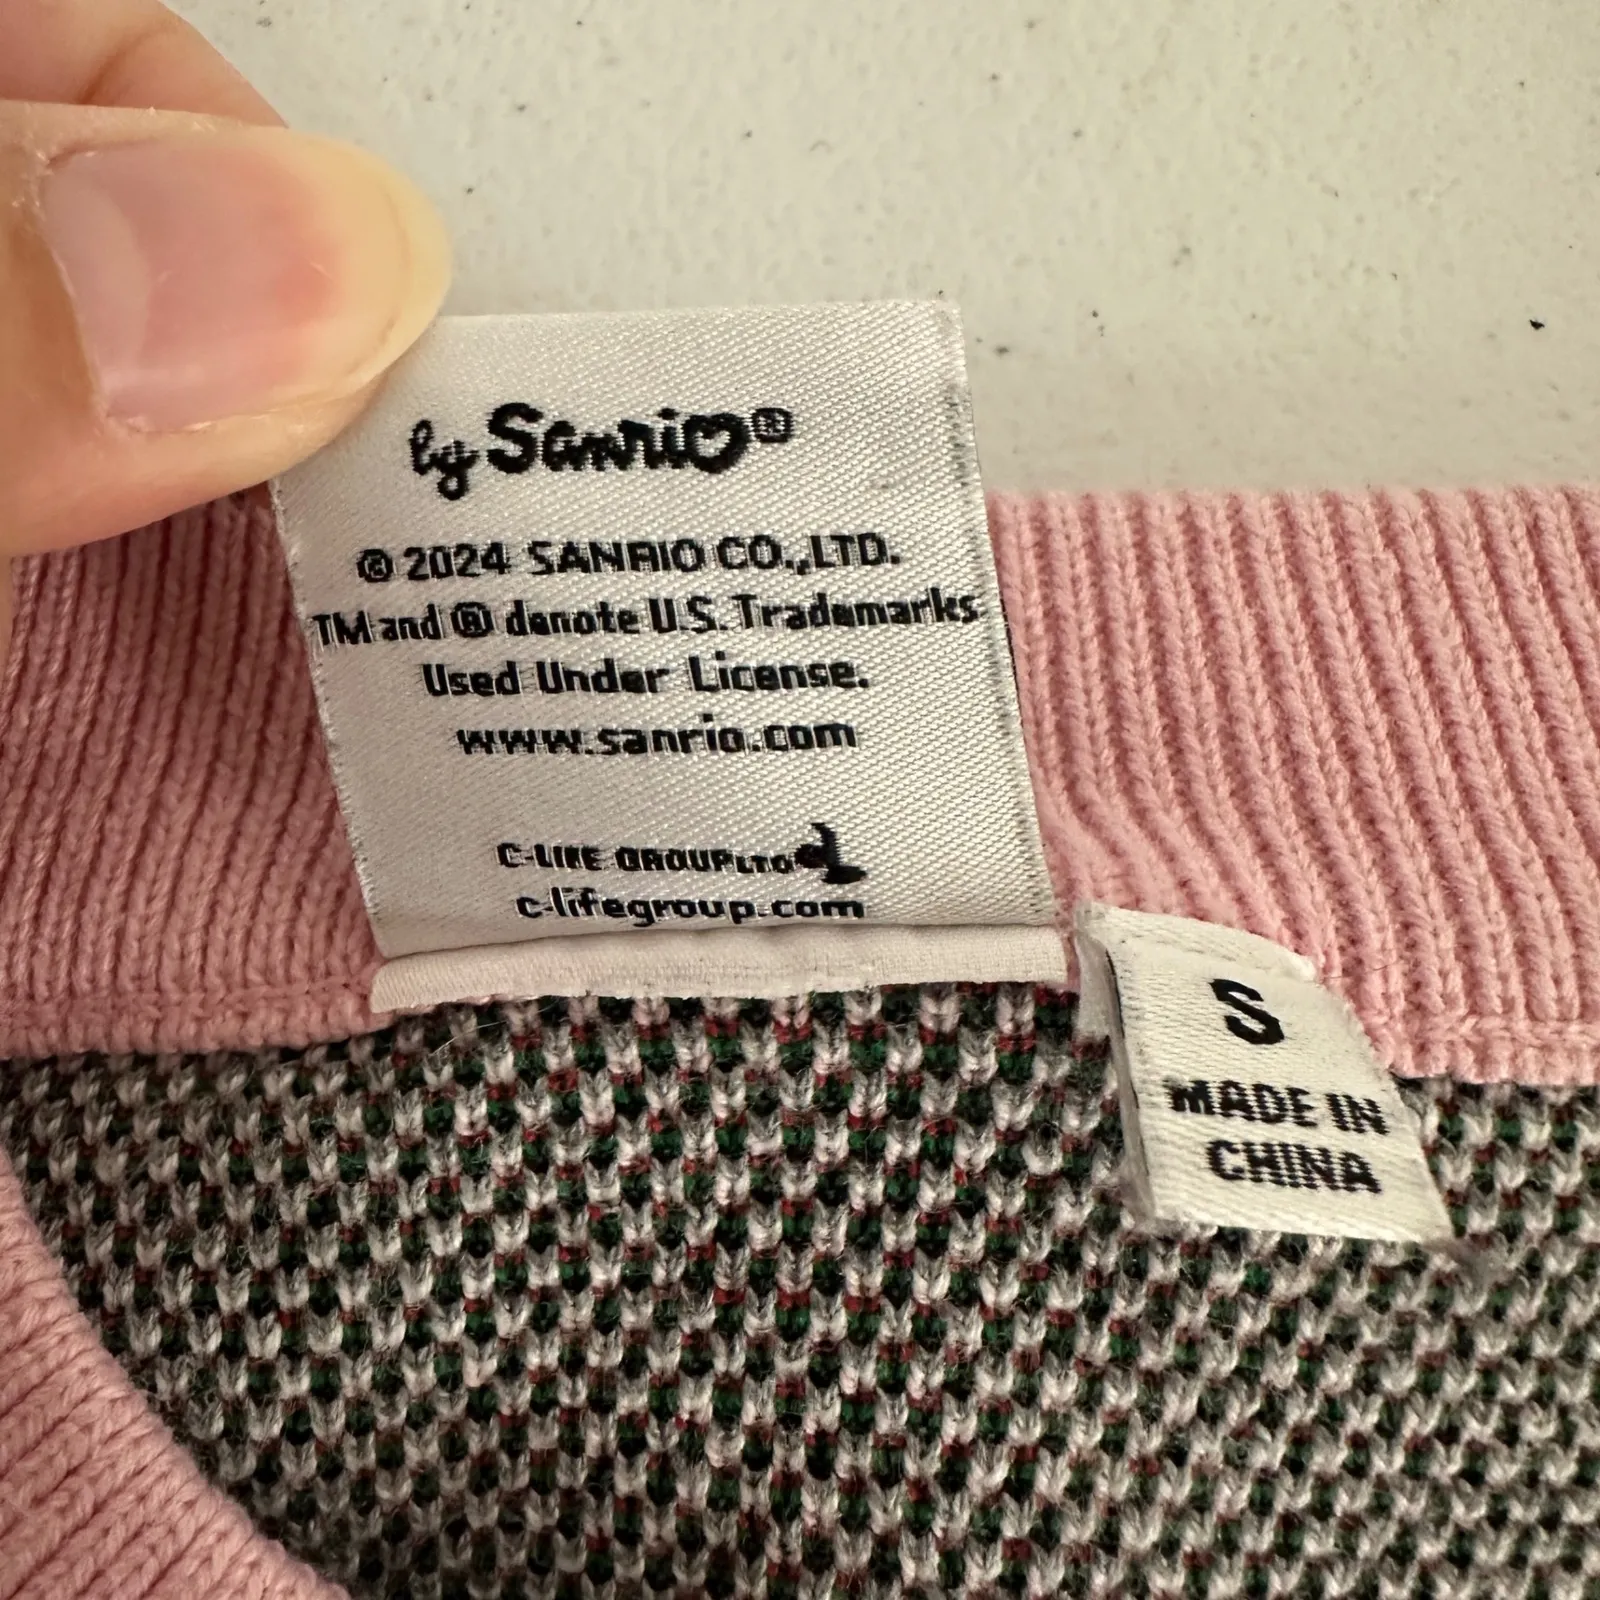 by Sanrio®
© 2024 SANRIO CO.,LTD.
TM and ® denote U.S. Trademarks
Used Under License.
www.sanrio.com
C-LIFE GROUP LTD
c-lifegroup.com
S
MADE IN
CHINA